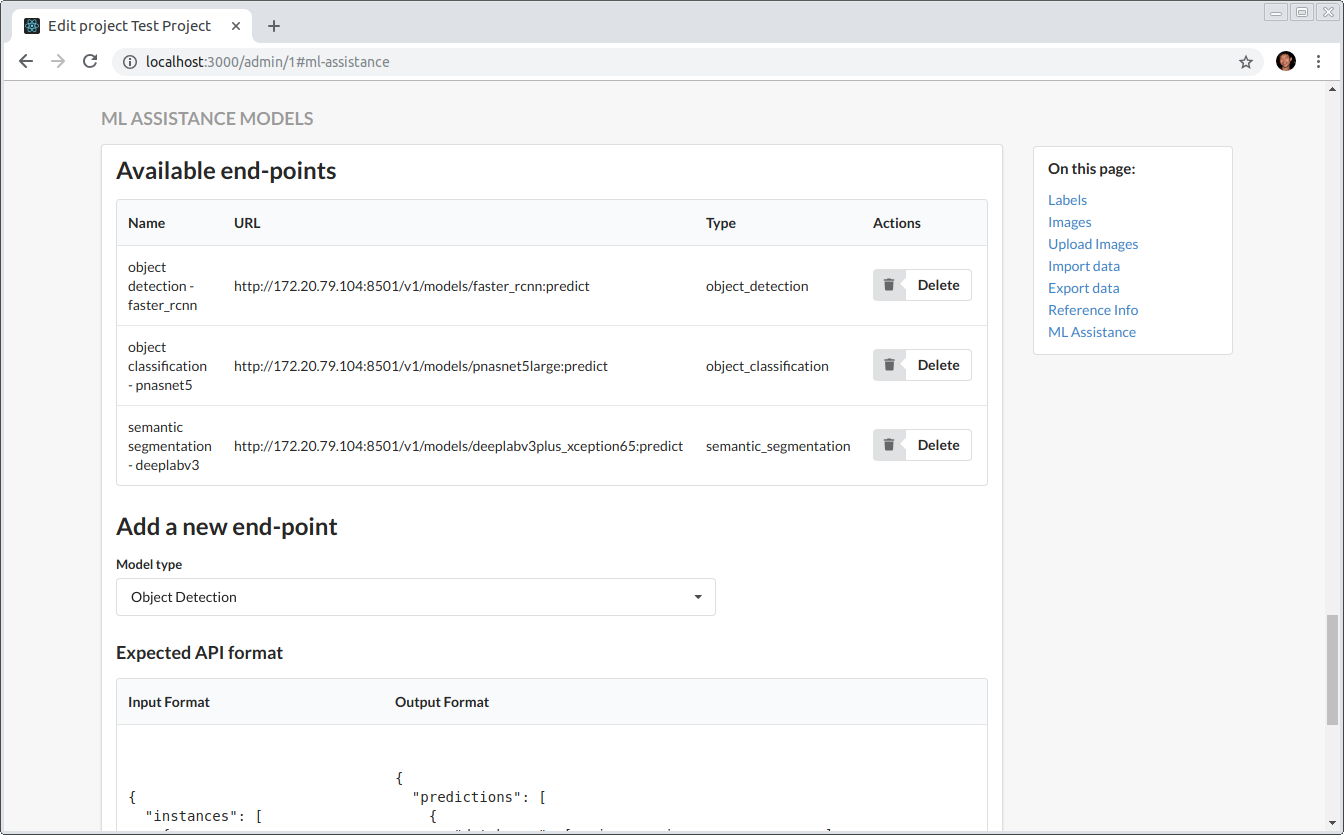 Edit project Test Project
localhost:3000/admin/1#ml-assistance
ML ASSISTANCE MODELS
Available end-points
Name URL Type Actions
object
detection -
faster_rcnn
http://172.20.79.104:8501/v1/models/faster_rcnn:predict
object_detection
Delete
object
classification
- pnasnet5
http://172.20.79.104:8501/v1/models/pnasnet5large:predict
object_classification
Delete
semantic
segmentation
- deeplabv3
http://172.20.79.104:8501/v1/models/deeplabv3plus_xception65:predict
semantic_segmentation
Delete
Add a new end-point
Model type
Object Detection
Expected API format
Input Format Output Format
{
"instances": [
{
"predictions": [
{
On this page:
Labels
Images
Upload Images
Import data
Export data
Reference Info
ML Assistance